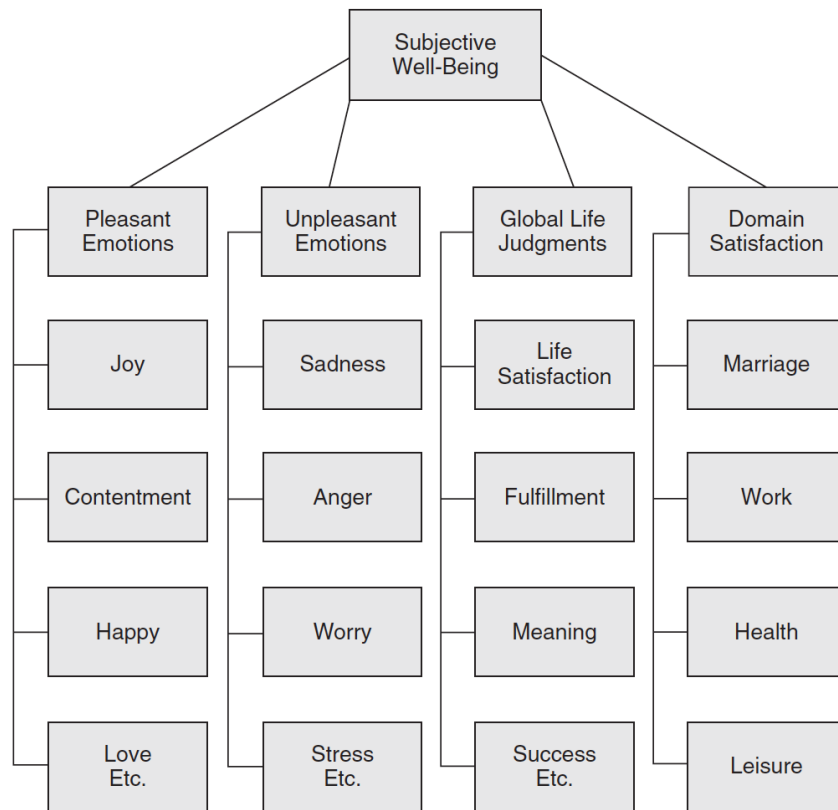 Subjective
Well-Being
Pleasant
Emotions
Unpleasant
Emotions
Global Life
Judgments
Domain
Satisfaction
Joy
Sadness
Life
Satisfaction
Marriage
Contentment
Anger
Fulfillment
Work
Happy
Worry
Meaning
Health
Love
Etc.
Stress
Etc.
Success
Etc.
Leisure